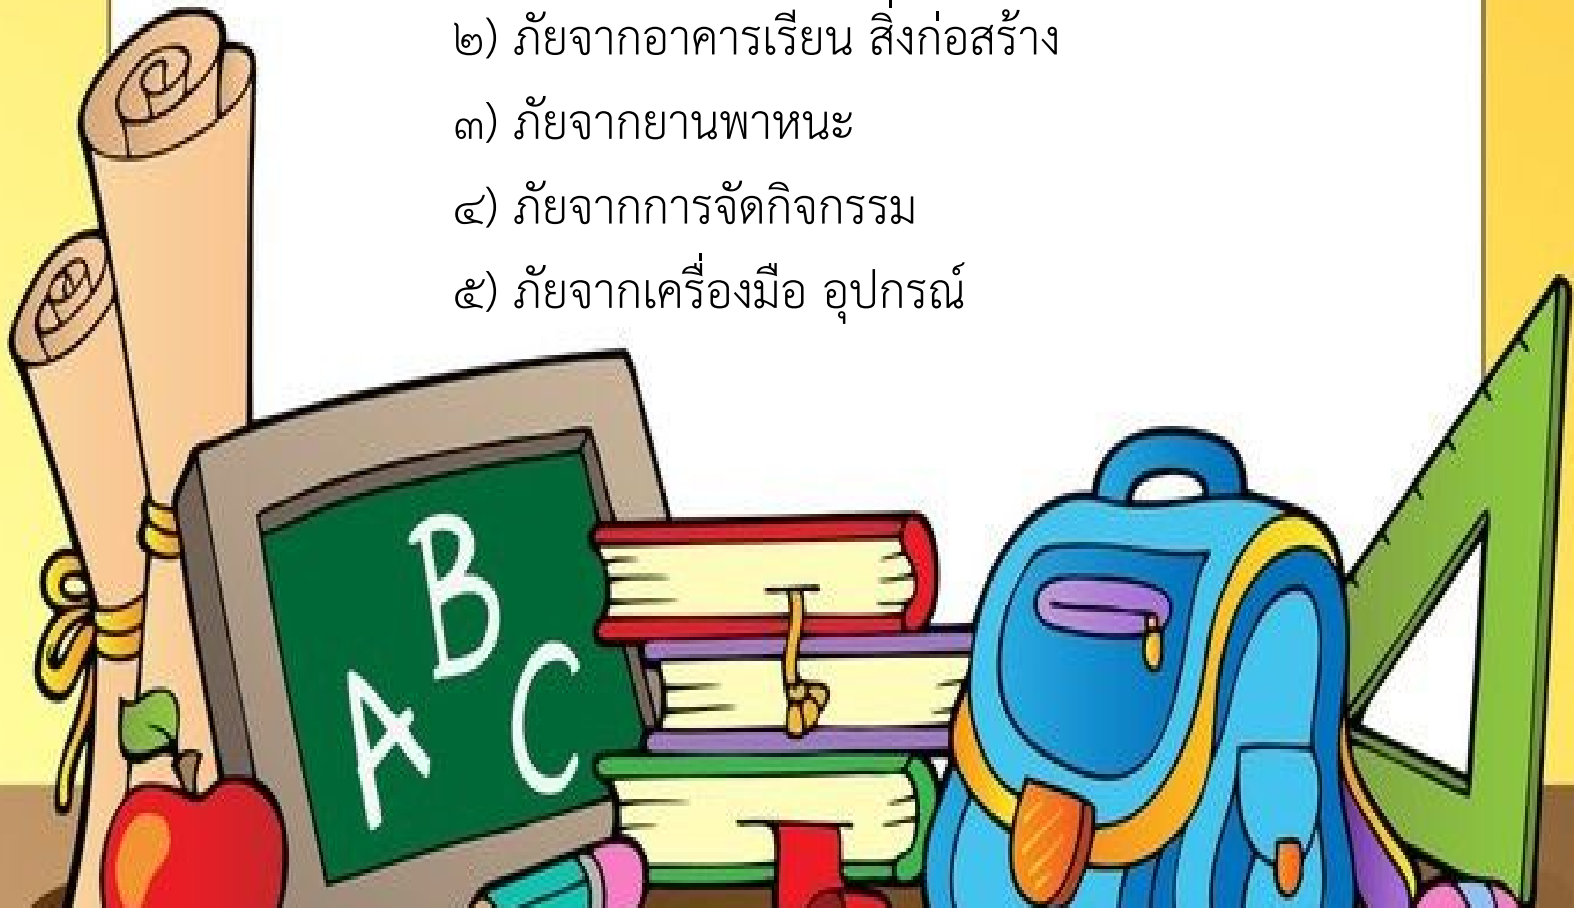 ๒) ภัยจากอาคารเรียน สิ่งก่อสร้าง
๓) ภัยจากยานพาหนะ
๔) ภัยจากการจัดกิจกรรม
๕) ภัยจากเครื่องมือ อุปกรณ์
B
A C